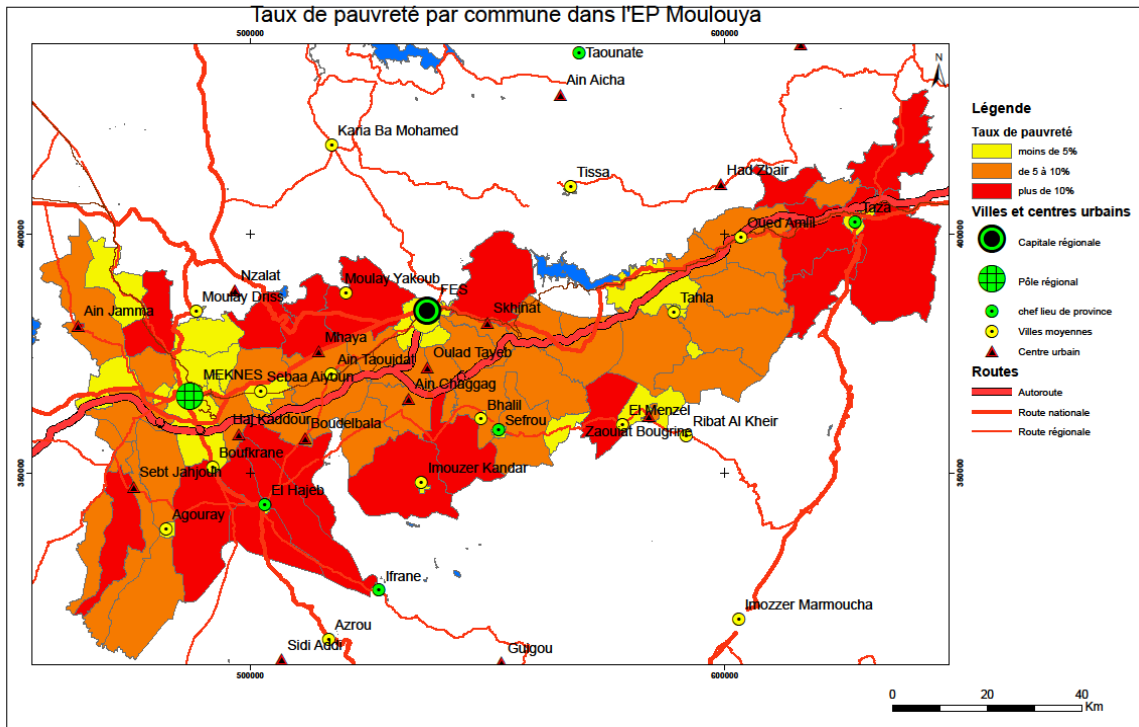 Taux de pauvreté par commune dans l'EP Moulouya
500000
600000
Taounate
N
Ain Aicha
Karia Ba Mohamed
Tissa
Had Zbair
Taza
Oued Amlil
400000
400000
Nzalat
Moulay Yakoub
FES
Moulay Driss
Ain Jamma
Skhinat
Tahla
Mhaya
Ain Taoujdat
Oulad Tayeb
MEKNES
Sebaa Aiyoun
Ain Chaggag
Haj Kaddour
Boudelbala
Bhalil
Sefrou
El Menzel
Ribat Al Kheir
Zaouiat Bougrine
Boufkrane
Sebt Jahjouh
Imouzer Kandar
350000
350000
El Hajeb
Agouray
Ifrane
Imozzer Marmoucha
Azrou
Sidi Addi
Guigou
500000
600000
Légende
Taux de pauvreté
moins de 5%
de 5 à 10%
plus de 10%
Villes et centres urbains
Capitale régionale
Pôle régional
chef lieu de province
Villes moyennes
Centre urbain
Routes
Autoroute
Route nationale
Route régionale
0 20 40
Km